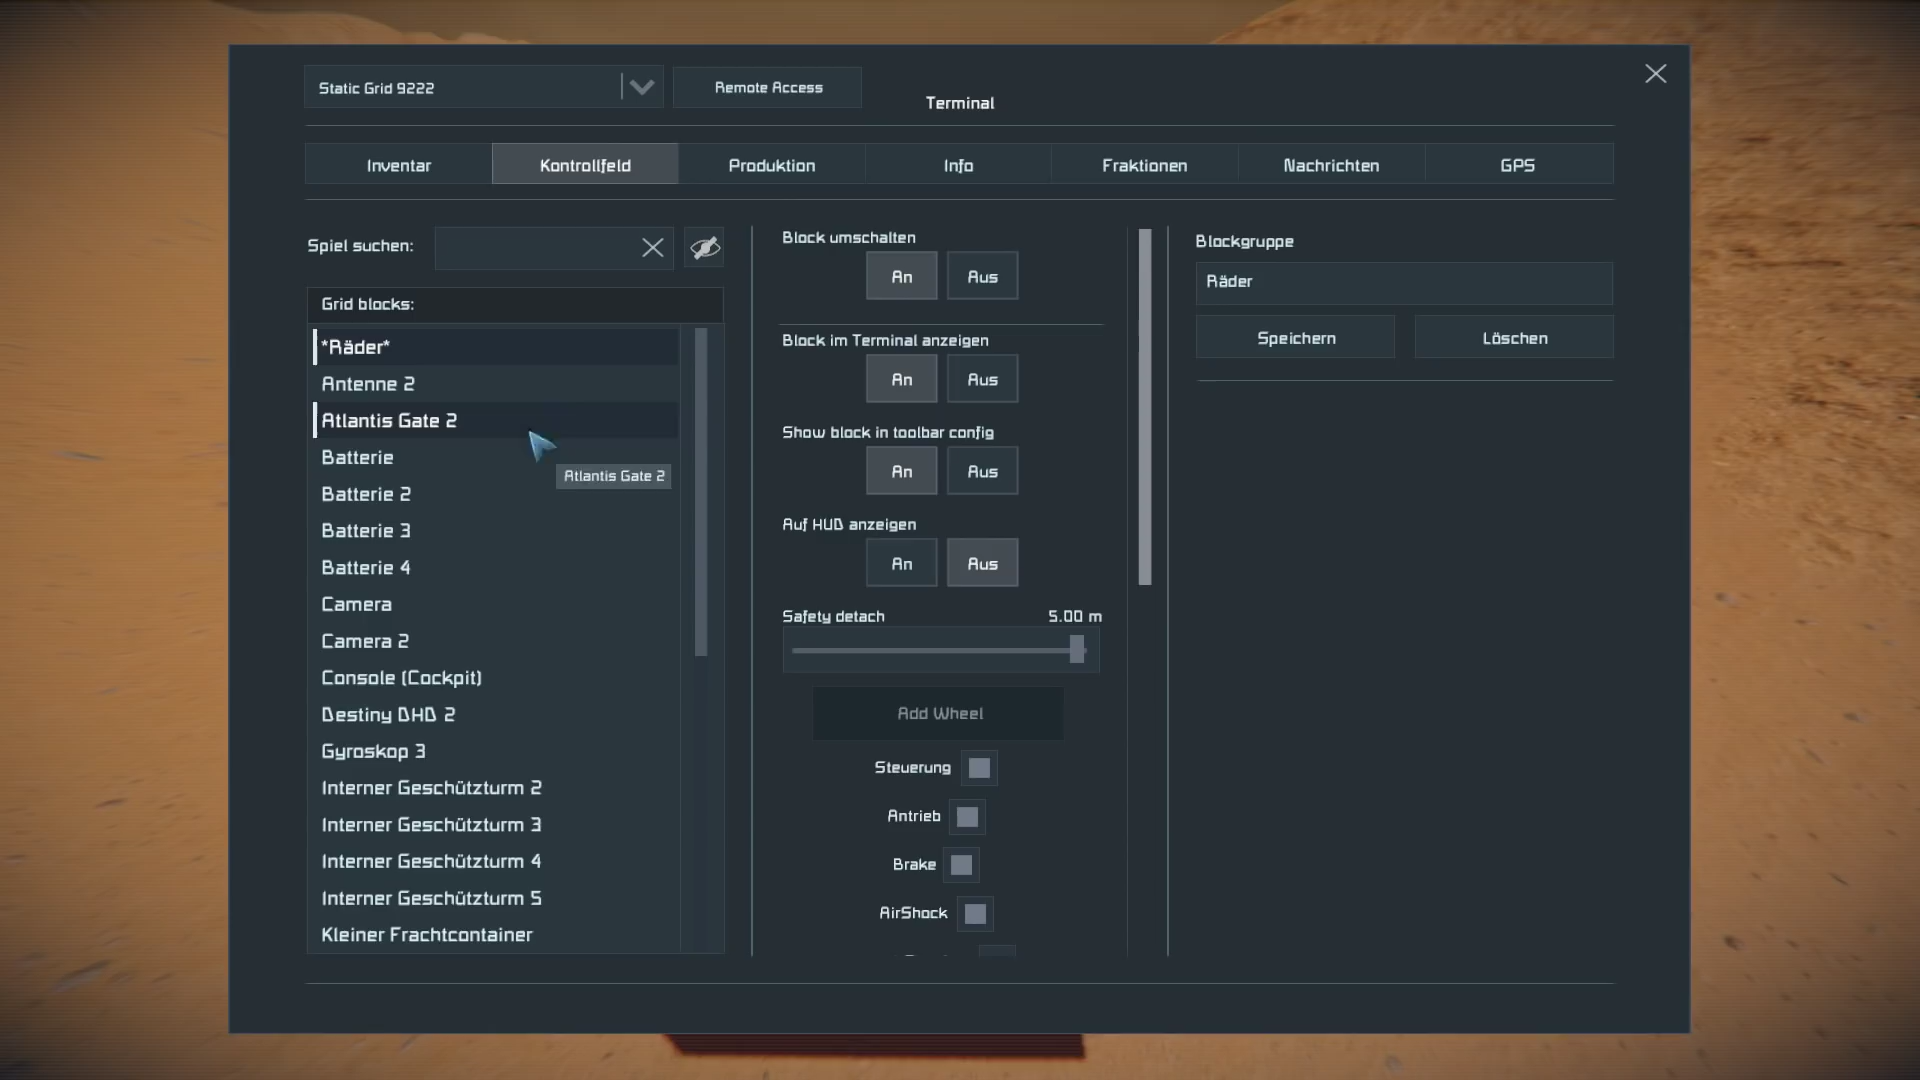 Static Grid 9222
Remote Access
Terminal
Inventar
Kontrollfeld
Produktion
Info
Fraktionen
Nachrichten
GPS
Spiel suchen:
Grid blocks:
*Räder*
Antenne 2
Atlantis Gate 2
Batterie
Atlantis Gate 2
Batterie 2
Batterie 3
Batterie 4
Camera
Camera 2
Console (Cockpit)
Destiny DHD 2
Gyroskop 3
Interner Geschützturm 2
Interner Geschützturm 3
Interner Geschützturm 4
Interner Geschützturm 5
Kleiner Frachtcontainer
Block umschalten
An Aus
Block im Terminal anzeigen
An Aus
Show block in toolbar config
An Aus
Auf HUD anzeigen
An Aus
Safety detach 5.00 m
Add Wheel
Steuerung
Antrieb
Brake
AirShock
Blockgruppe
Räder
Speichern Löschen